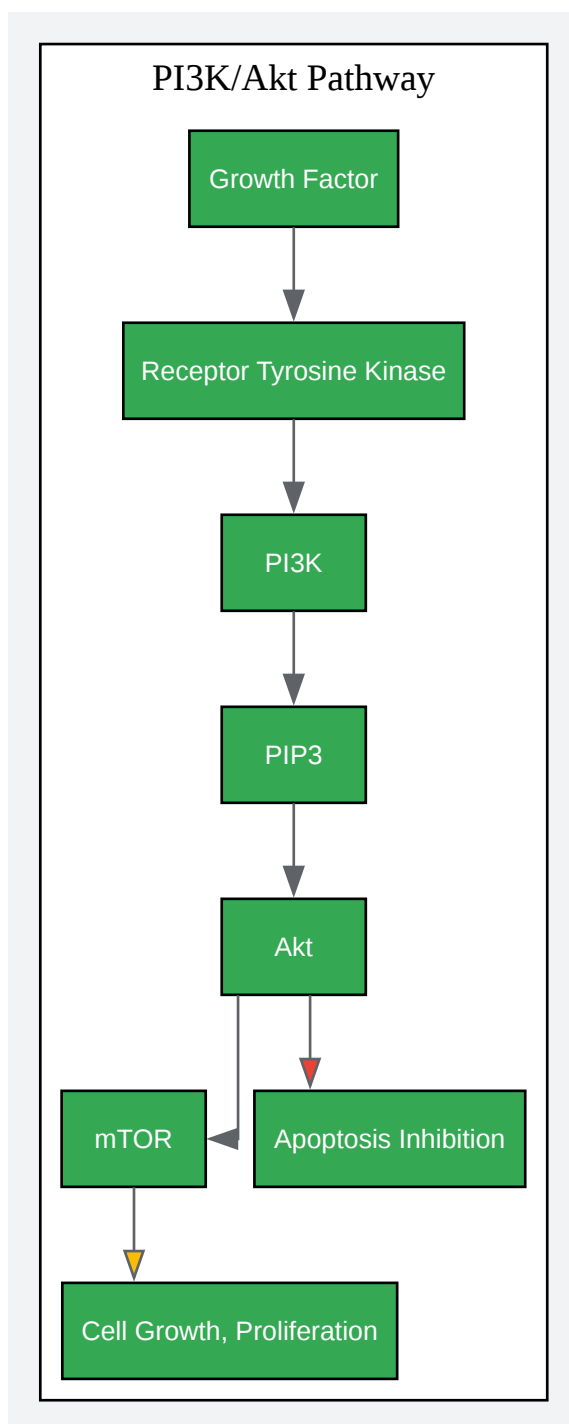 PI3K/Akt Pathway
Growth Factor
Receptor Tyrosine Kinase
PI3K
PIP3
Akt
mTOR
Apoptosis Inhibition
Cell Growth, Proliferation